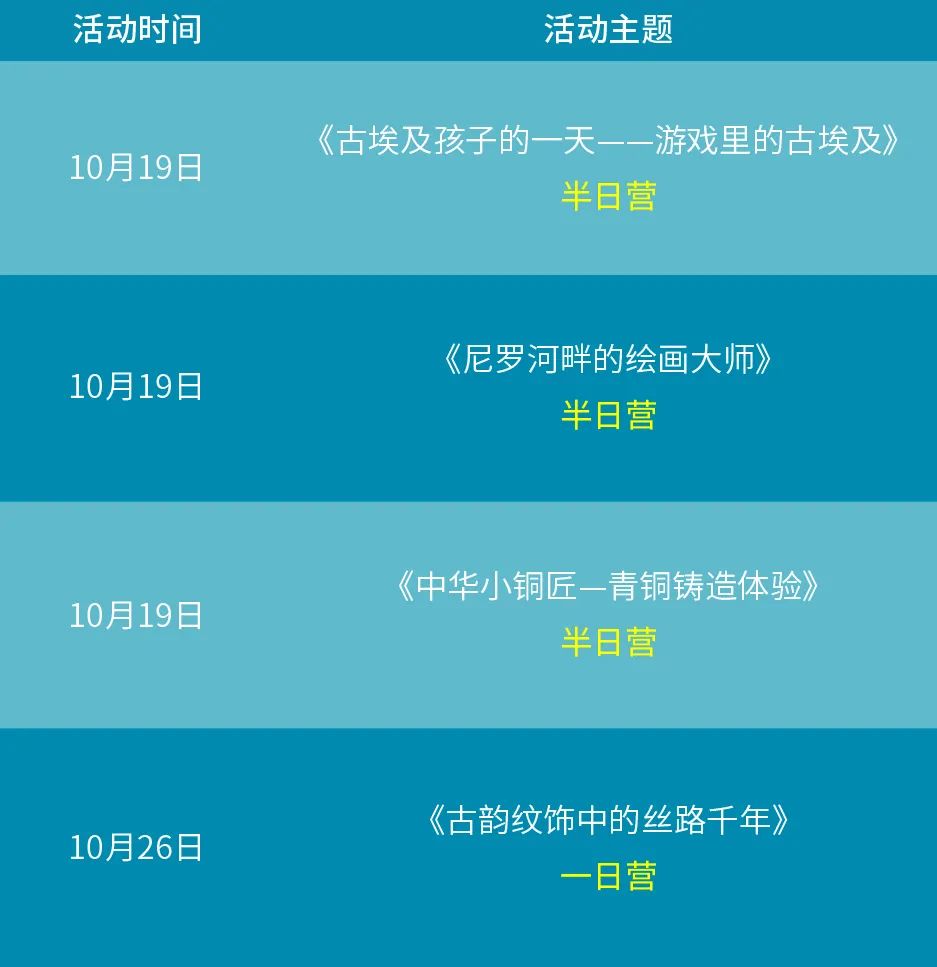 活动时间 活动主题
《古埃及孩子的一天——游戏里的古埃及》
10月19日
半日营
《尼罗河畔的绘画大师》
10月19日
半日营
《中华小铜匠—青铜铸造体验》
10月19日
半日营
《古韵纹饰中的丝路千年》
10月26日
一日营